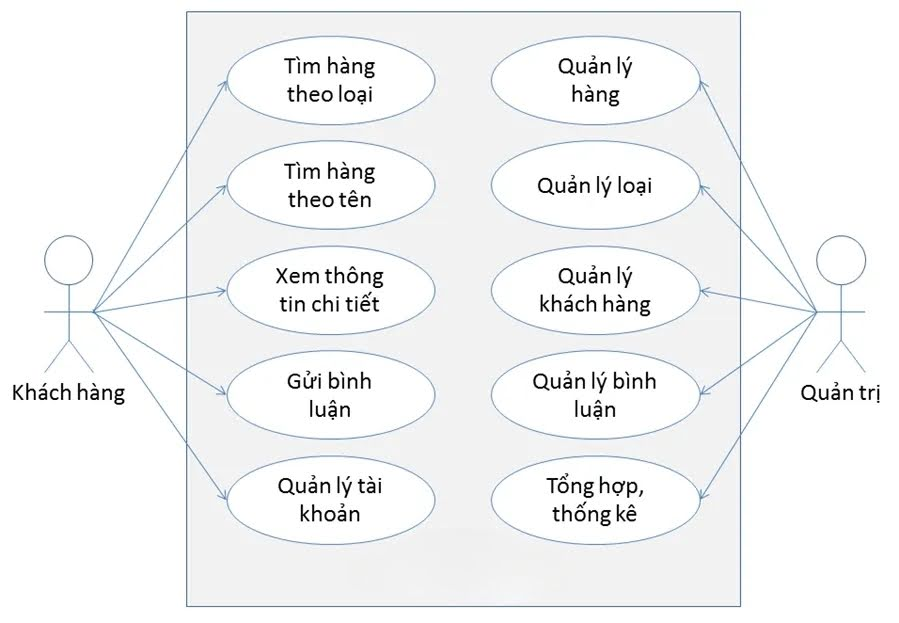 Tìm hàng
theo loại
Quản lý
hàng
Tìm hàng
theo tên
Quản lý loại
Xem thông
tin chi tiết
Quản lý
khách hàng
Khách hàng
Gửi bình
luận
Quản lý bình
luận
Quản trị
Quản lý tài
khoản
Tổng hợp,
thống kê